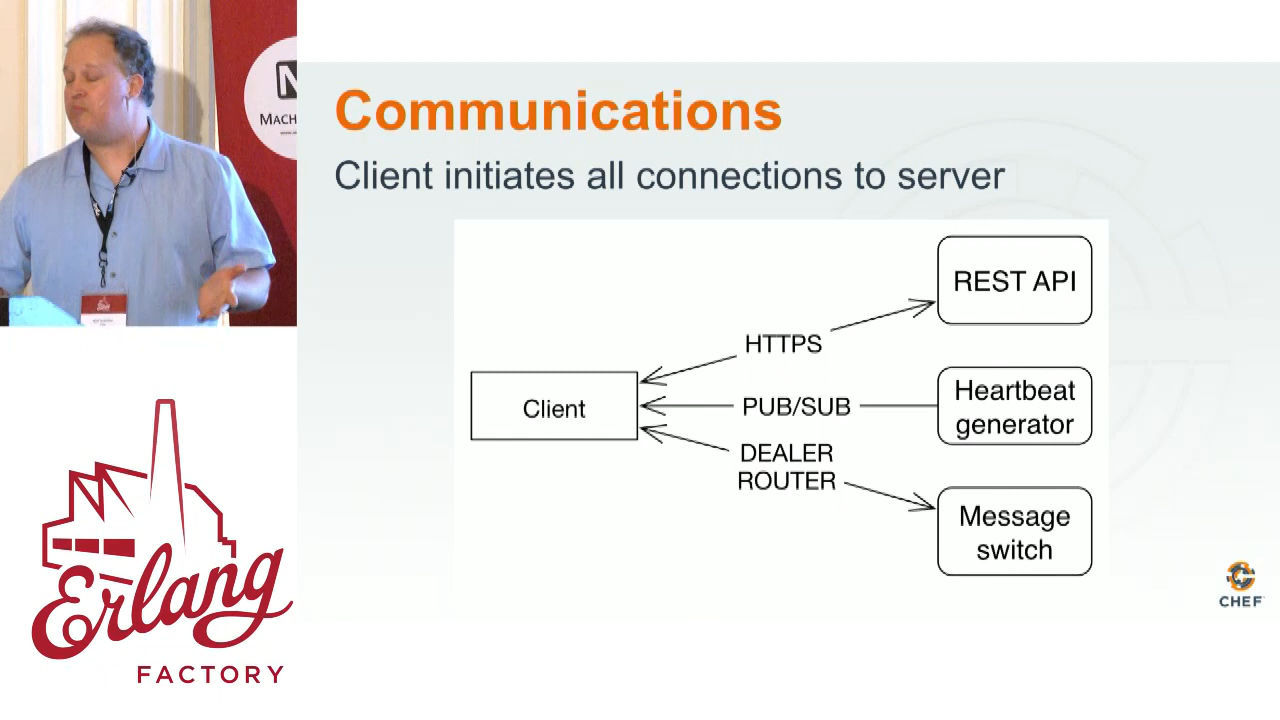 MACH
Communications
Client initiates all connections to server
REST API
HTTPS
Client
PUB/SUB
Heartbeat
generator
DEALER
ROUTER
Message
switch
CHEF
Erlang
FACTORY